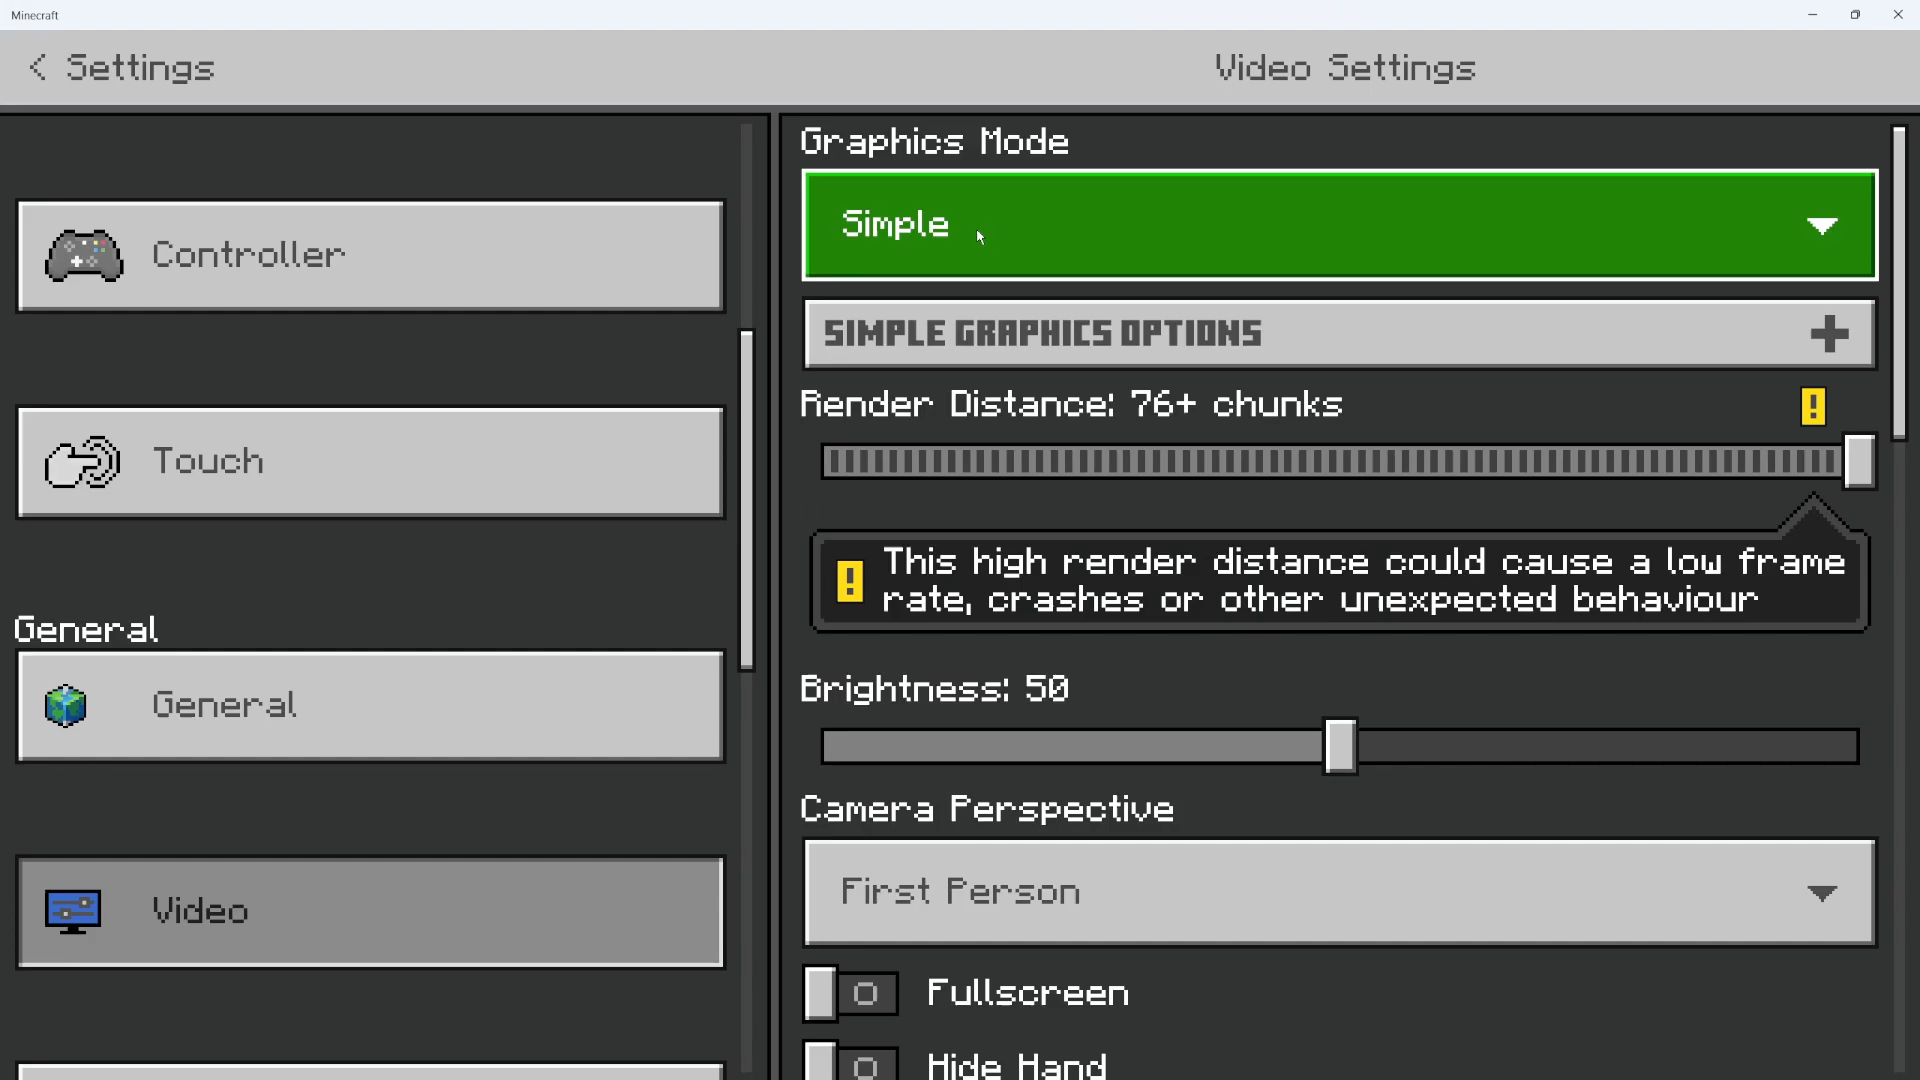 Minecraft
Settings
Video Settings
Controller
Touch
General
General
Video
Graphics Mode
Simple
SIMPLE GRAPHICS OPTIONS
Render Distance: 76+ chunks
This high render distance could cause a low frame
rate, crashes or other unexpected behaviour
Brightness: 50
Camera Perspective
First Person
Fullscreen
Hide Hand